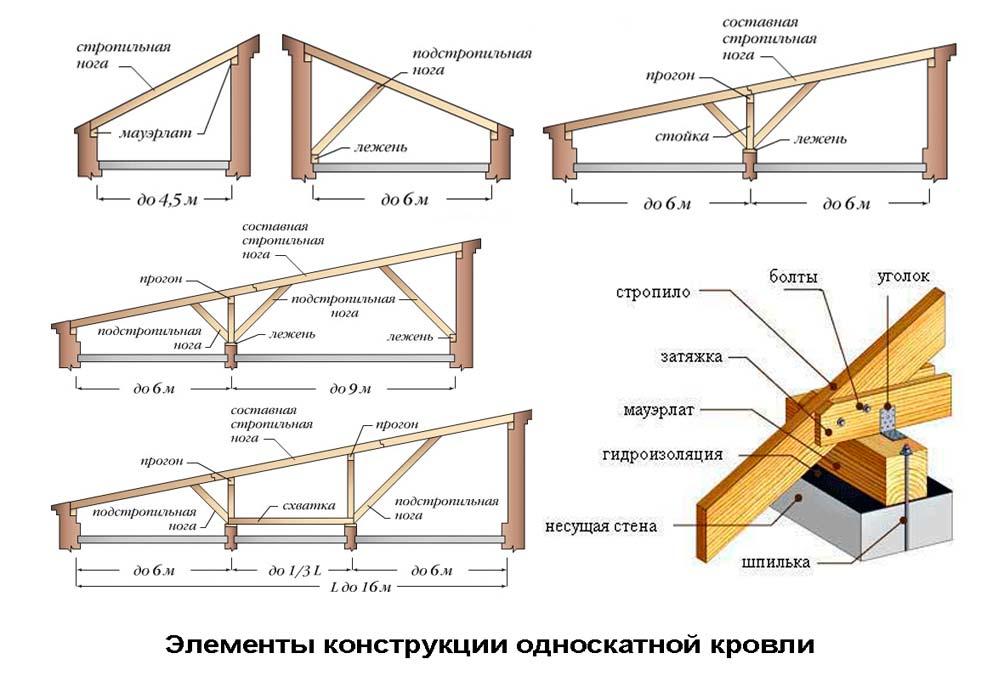 стропильная
нога
мауэрлат
до 4,5 м
подстропильная
нога
лежень
до 6 м
составная
стропильная
нога
прогон
стойка
лежень
до 6 м
до 6 м
составная
стропильная
нога
прогон
подстропильная
нога
подстропильная
нога
лежень
лежень
до 6 м
до 9 м
составная
стропильная
нога
прогон
прогон
подстропильная
нога
схватка
подстропильная
нога
до 6 м
до 1/3 L
до 6 м
L до 16 м
стропило
болты
уголок
затяжка
мауэрлат
гидроизоляция
несущая стена
шпилька
Элементы конструкции односкатной кровли